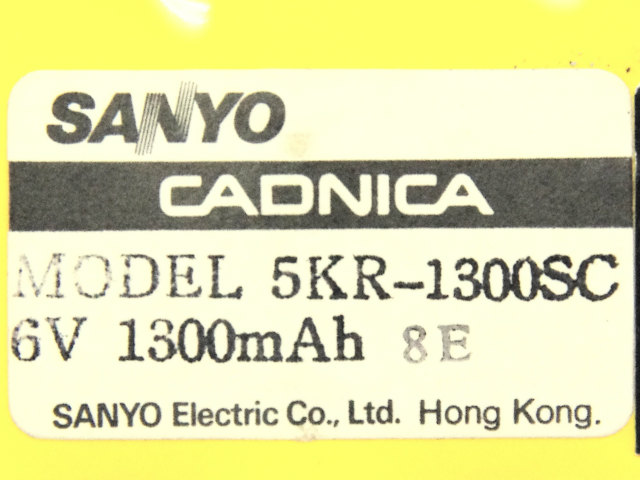 SANYO
CADNICA
MODEL 5KR-1300SC
6V 1300mAh 8E
SANYO Electric Co., Ltd. Hong Kong.